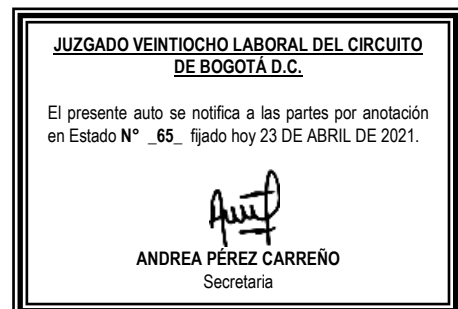 JUZGADO VEINTIOCHO LABORAL DEL CIRCUITO
DE BOGOTÁ D.C.
El presente auto se notifica a las partes por anotación
en Estado N° _65_ fijado hoy 23 DE ABRIL DE 2021.
ANDREA PÉREZ CARREÑO
Secretaria